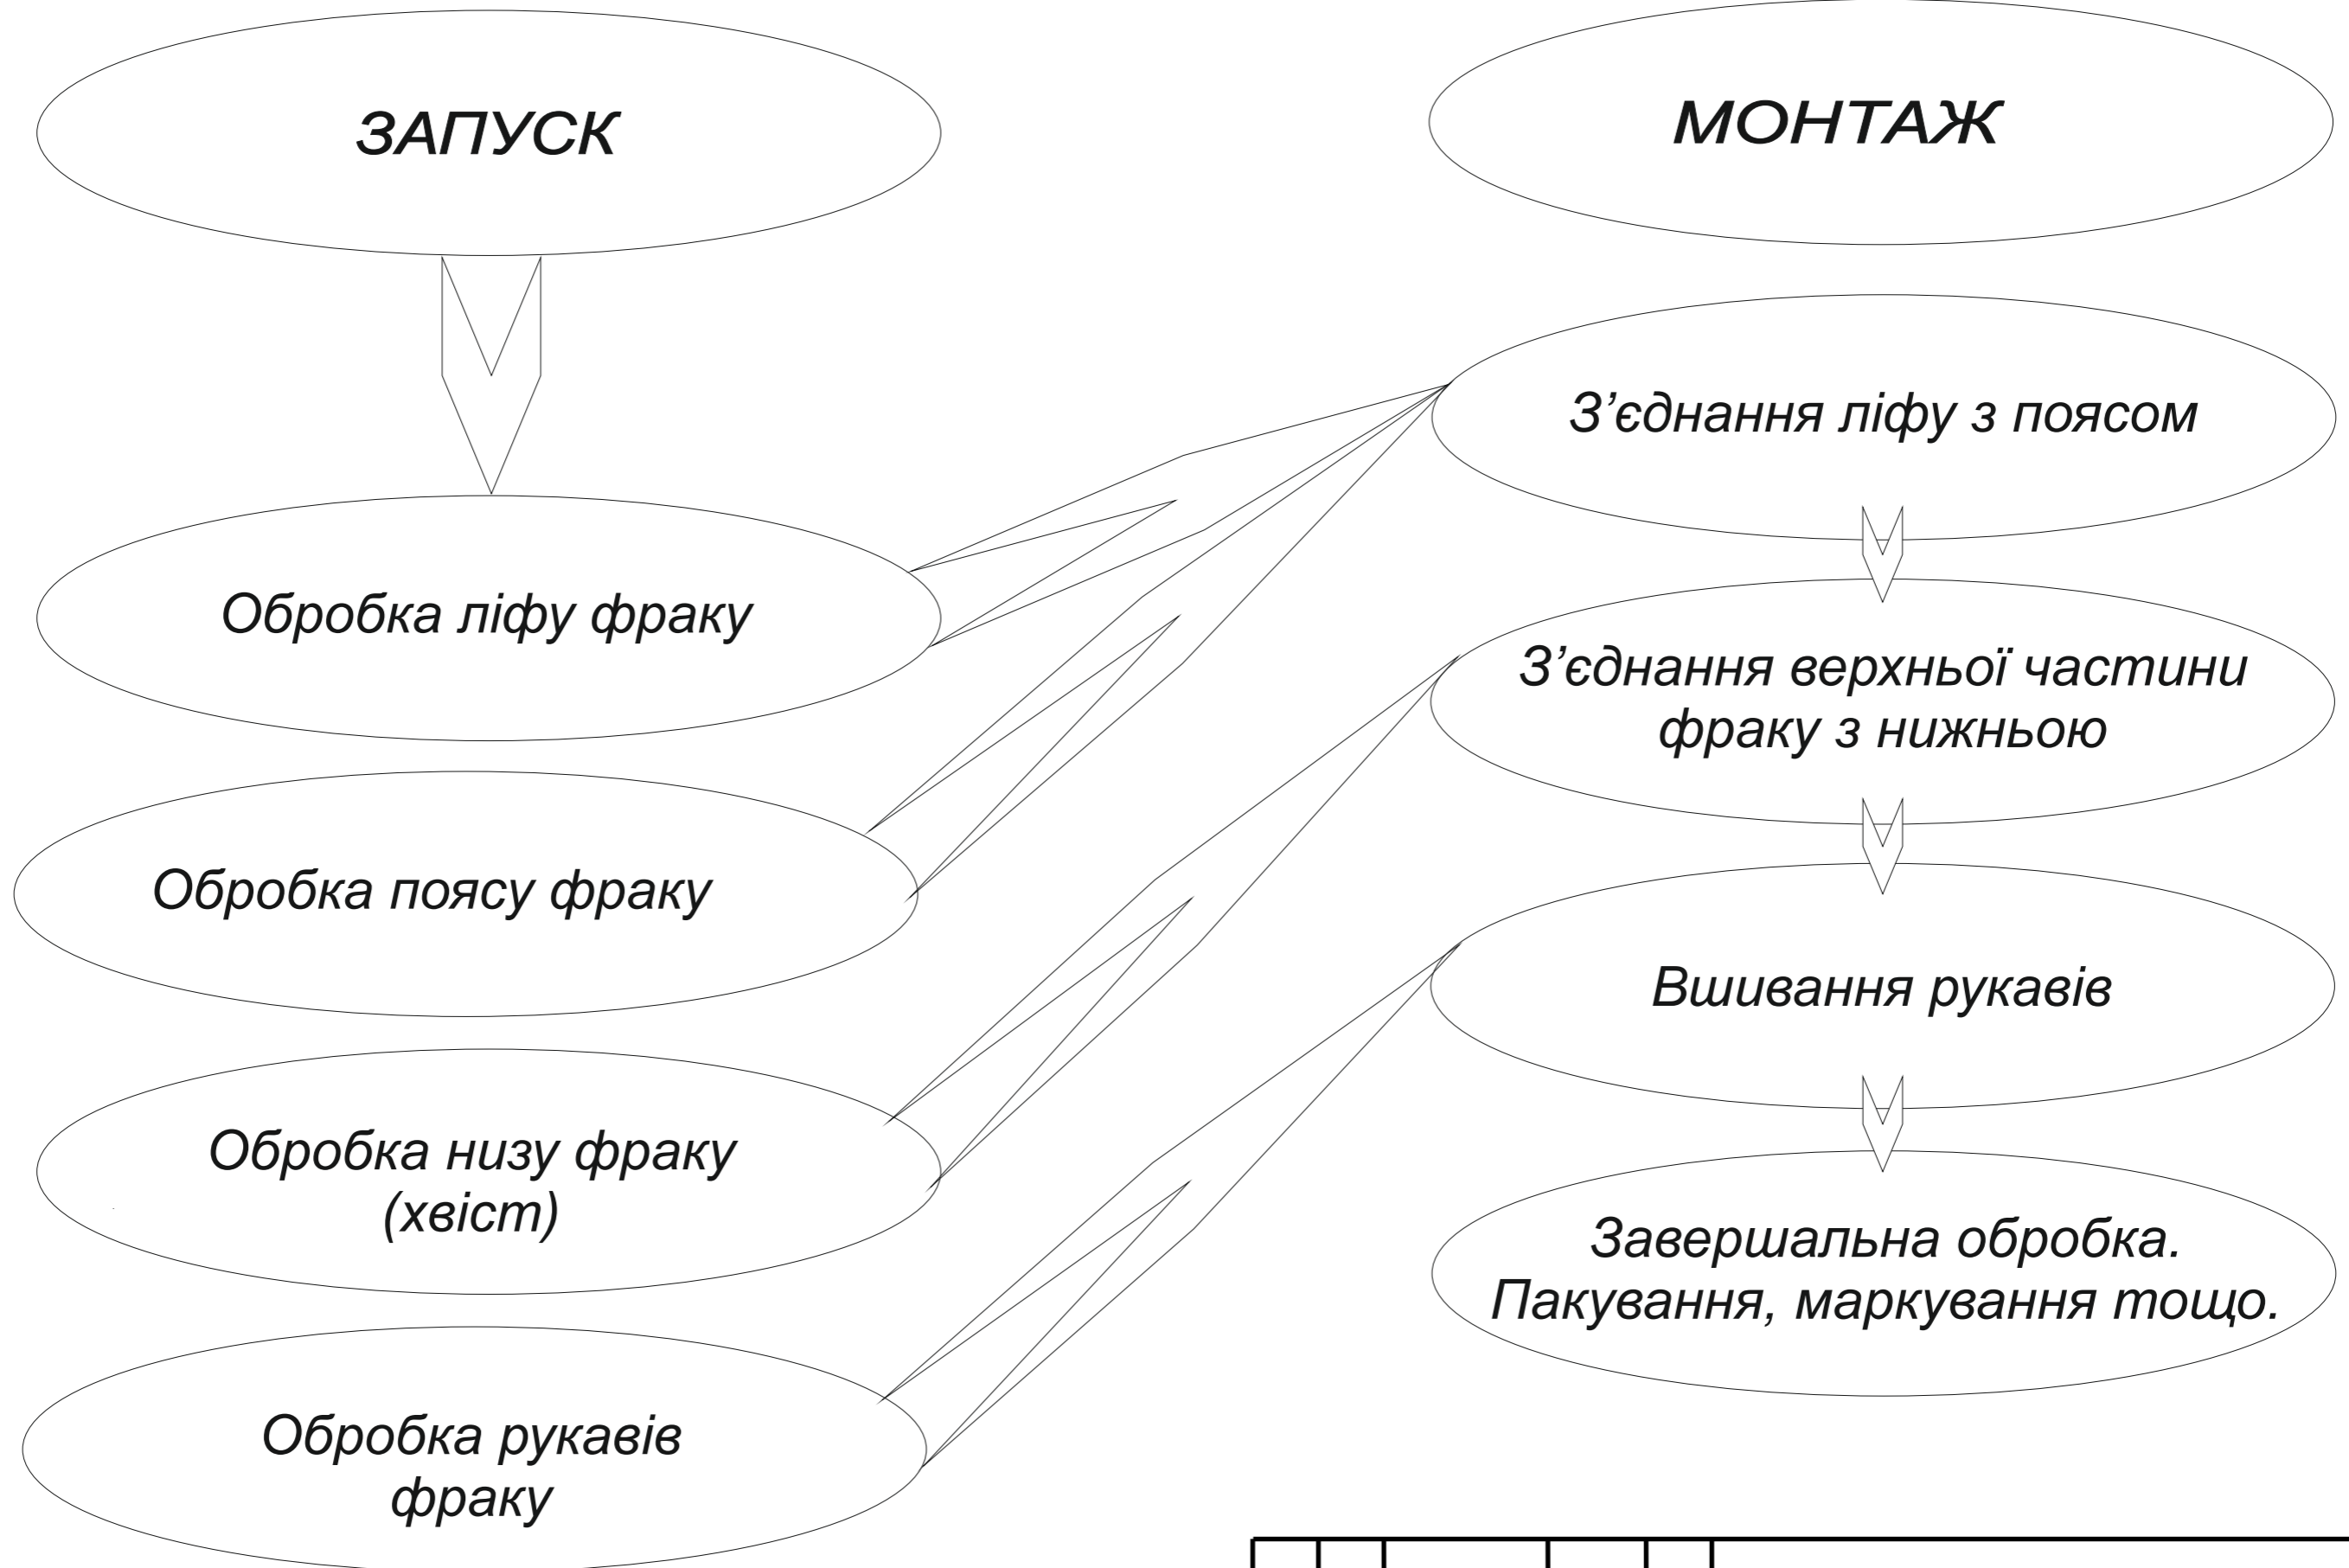 ЗАПУСК
Обробка ліфу фраку
Обробка поясу фраку
Обробка низу фраку
(хвіст)
Обробка рукавів
фраку
МОНТАЖ
З’єднання ліфу з поясом
З’єднання верхньої частини
фраку з нижньою
Вшивання рукавів
Завершальна обробка.
Пакування, маркування тощо.